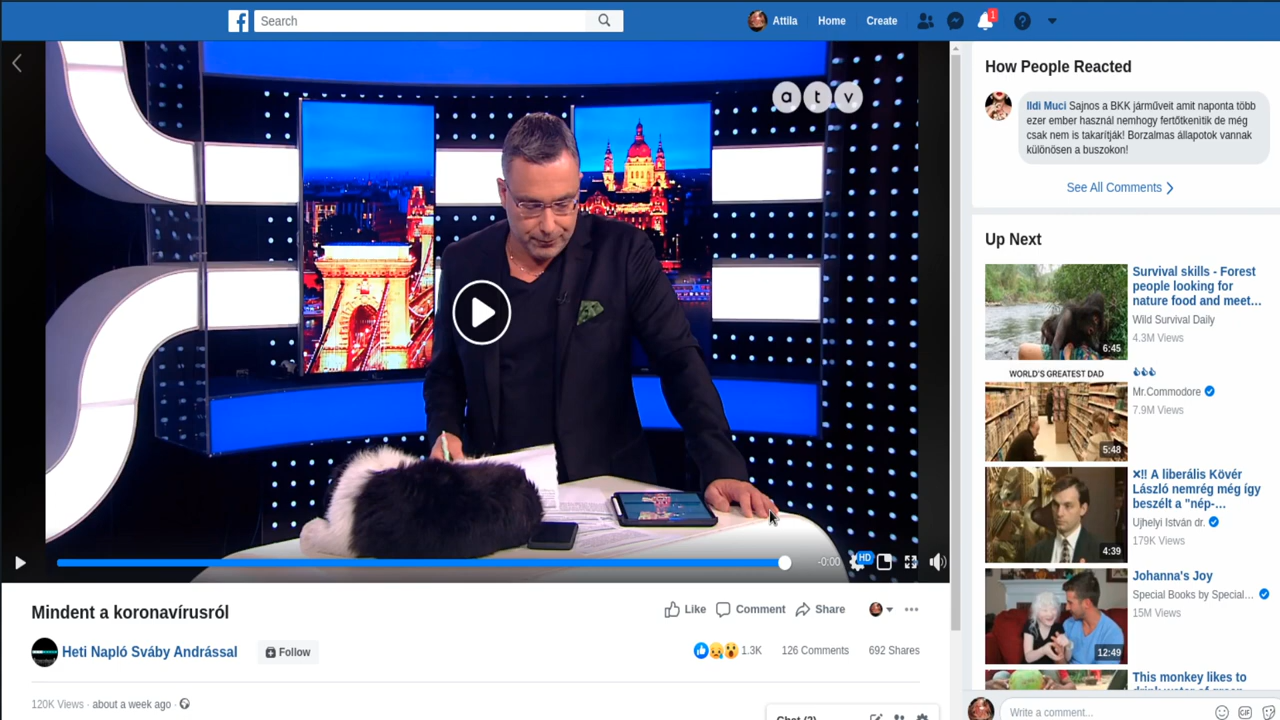 Search
Attila
Home
Create
1
a t v
-0:00
HD
Mindent a koronavírusról
Like
Comment
Share
Heti Napló Sváby Andrással
Follow
1.3K
126 Comments
692 Shares
120K Views · about a week ago ·
How People Reacted
Ildi Muci Sajnos a BKK járműveit amit naponta több
ezer ember használ nemhogy fertőtkenitik de még
csak nem is takarítják! Borzalmas állapotok vannak
különösen a buszokon!
See All Comments
Up Next
6:45
Survival skills - Forest
people looking for
nature food and meet…
Wild Survival Daily
4.3M Views
WORLD'S GREATEST DAD
5:48
Mr.Commodore
7.9M Views
4:39
×!! A liberális Kövér
László nemrég még így
beszélt a "nép-…
Ujhelyi István dr.
179K Views
12:49
Johanna's Joy
Special Books by Special…
15M Views
This monkey likes to
Chat (2)
Write a comment...
GIF